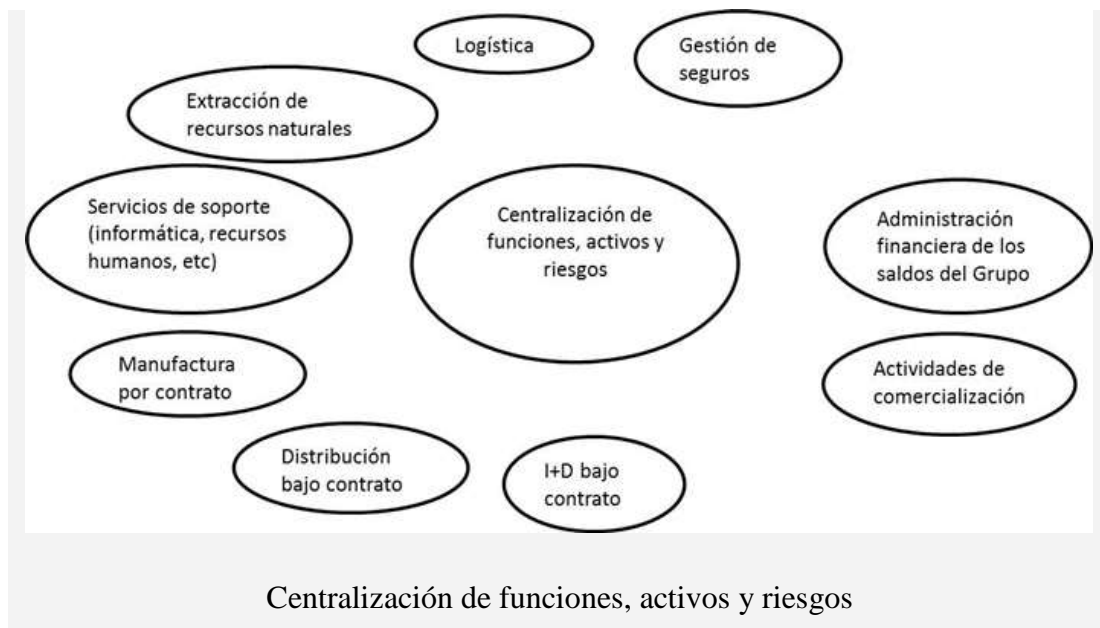 Logística
Gestión de
seguros
Extracción de
recursos naturales
Servicios de soporte
(informática, recursos
humanos, etc)
Centralización de
funciones, activos y
riesgos
Administración
financiera de los
saldos del Grupo
Manufactura
por contrato
Actividades de
comercialización
Distribución
bajo contrato
I+D bajo
contrato
Centralización de funciones, activos y riesgos